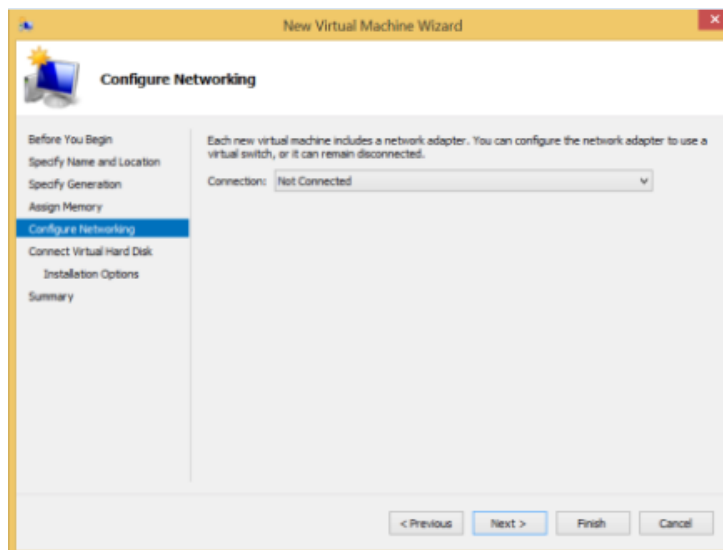 New Virtual Machine Wizard
x
Configure Networking
Before You Begin
Specify Name and Location
Specify Generation
Assign Memory
Configure Networking
Connect Virtual Hard Disk
Installation Options
Summary
Each new virtual machine includes a network adapter. You can configure the network adapter to use a
virtual switch, or it can remain disconnected.
Connection: Not Connected
< Previous Next > Finish Cancel